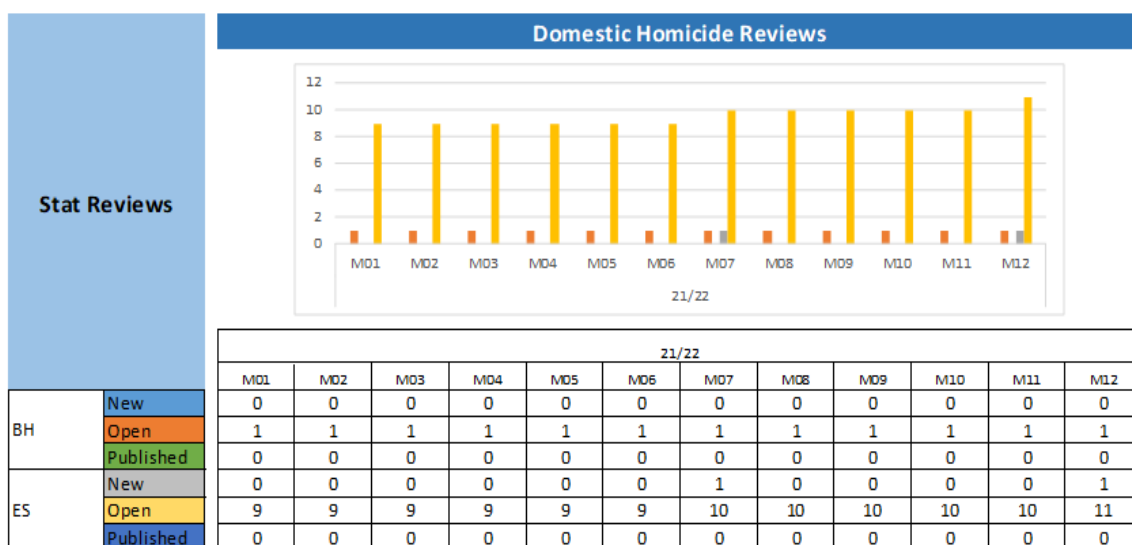 Domestic Homicide Reviews
Stat Reviews
12
10
8
6
4
2
0
M01 M02 M03 M04 M05 M06 M07 M08 M09 M10 M11 M12
21/22
21/22
M01 M02 M03 M04 M05 M06 M07 M08 M09 M10 M11 M12
BH
New 0 0 0 0 0 0 0 0 0 0 0 0
Open 1 1 1 1 1 1 1 1 1 1 1 1
Published 0 0 0 0 0 0 0 0 0 0 0 0
ES
New 0 0 0 0 0 0 1 0 0 0 0 1
Open 9 9 9 9 9 9 10 10 10 10 10 11
Published 0 0 0 0 0 0 0 0 0 0 0 0